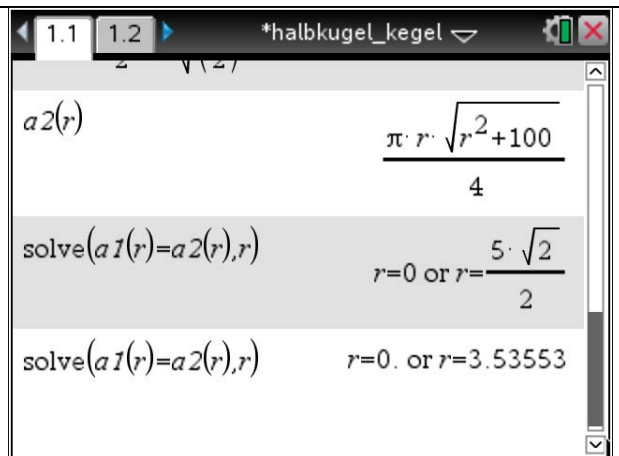 1.1 1.2 *halbkugel_kegel
a2(r)
π·r·√(r²+100)
4
solve(a1(r)=a2(r),r)
r=0 or r=5·√2
2
solve(a1(r)=a2(r),r) r=0. or r=3.53553